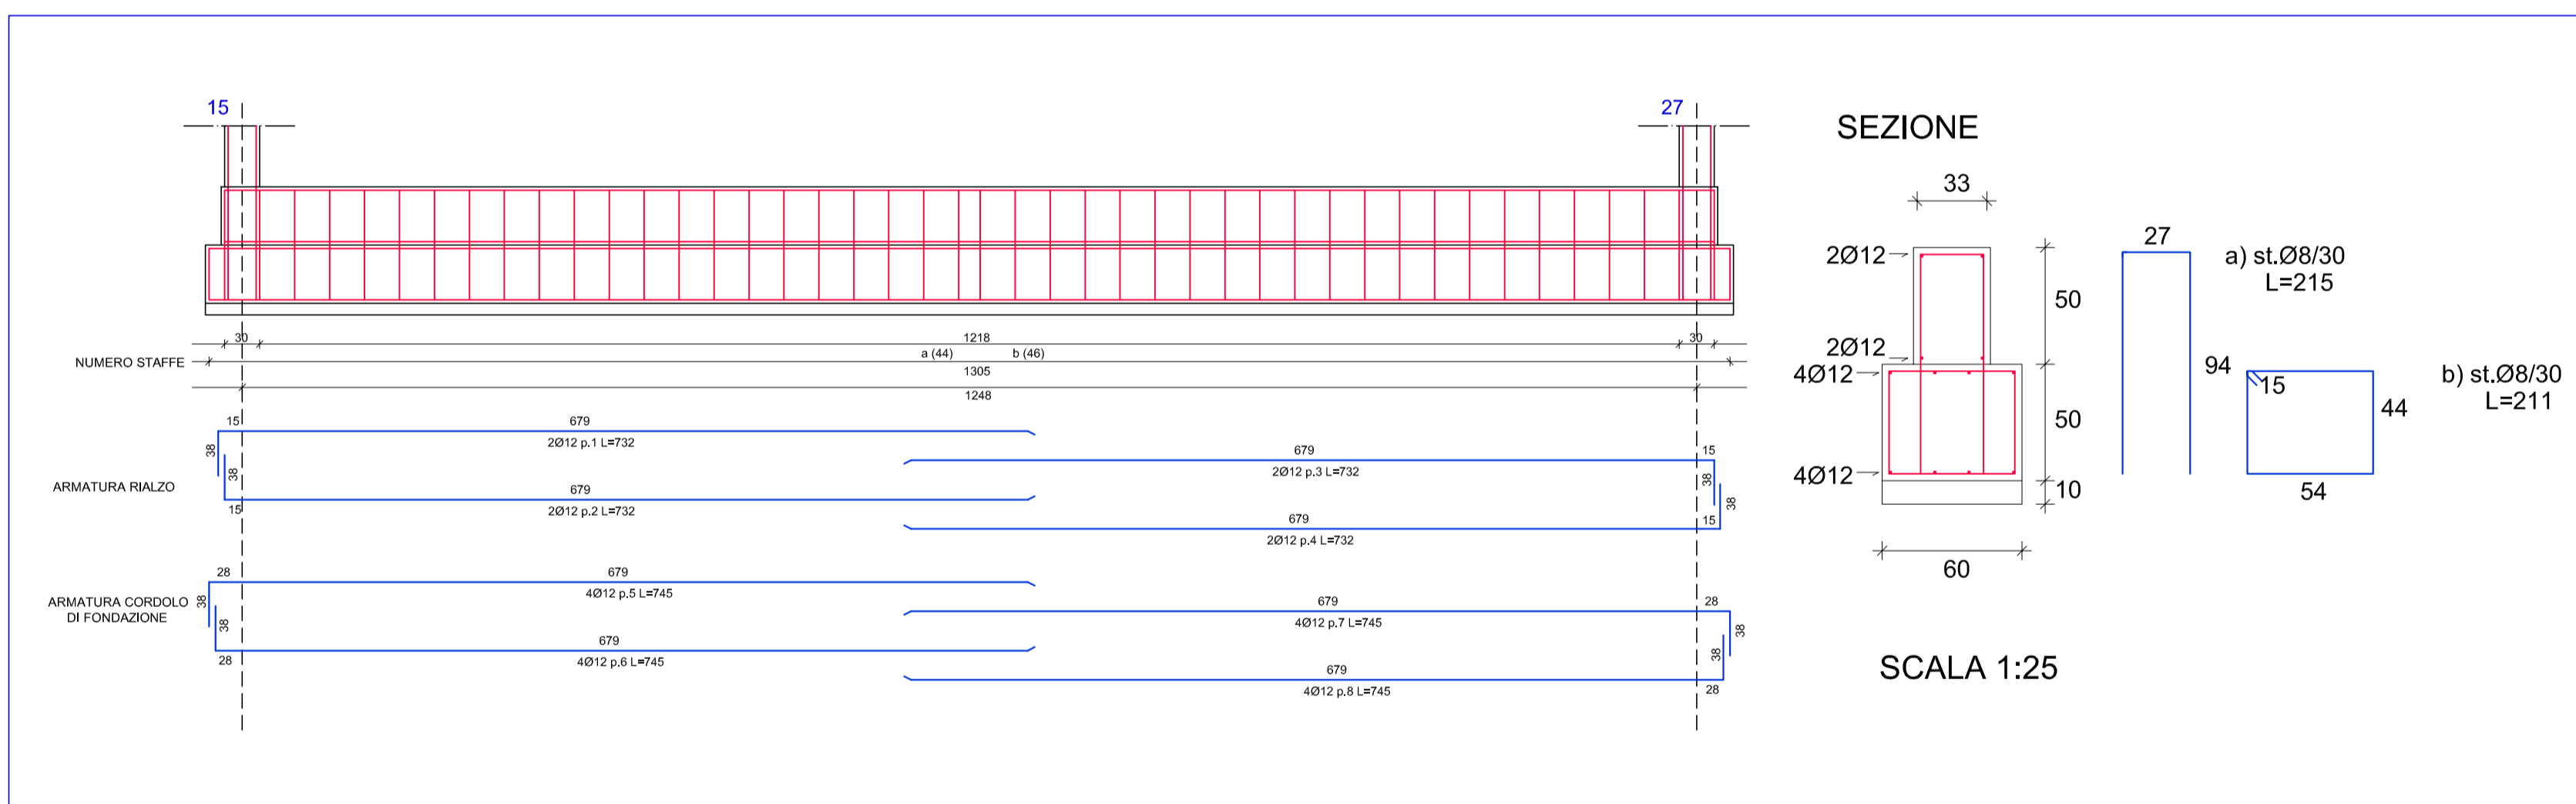 15
27
30
1218
30
NUMERO STAFFE
a (44)
b (46)
1305
1248
15
679
38
2Ø12 p.1 L=732
679
15
38
2Ø12 p.3 L=732
38
ARMATURA RIALZO
679
38
15
2Ø12 p.2 L=732
679
15
2Ø12 p.4 L=732
28
679
4Ø12 p.5 L=745
ARMATURA CORDOLO
DI FONDAZIONE
38
679
28
38
4Ø12 p.7 L=745
38
679
28
4Ø12 p.6 L=745
38
679
28
4Ø12 p.8 L=745
SEZIONE
33
2Ø12
2Ø12
4Ø12
4Ø12
50
50
10
60
27
94
a) st.Ø8/30
L=215
15
44
54
b) st.Ø8/30
L=211
SCALA 1:25